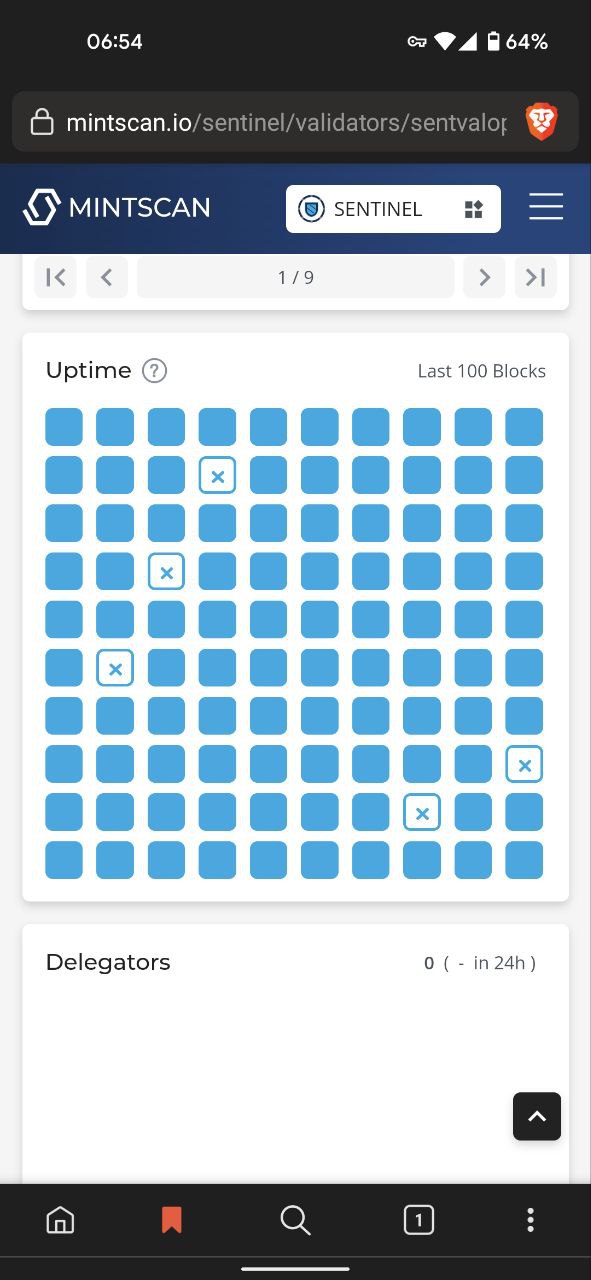 06:54 64%
mintscan.io/sentinel/validators/sentvalop
MINTSCAN SENTINEL
1 / 9
Uptime ? Last 100 Blocks
Delegators 0 ( - in 24h )
1